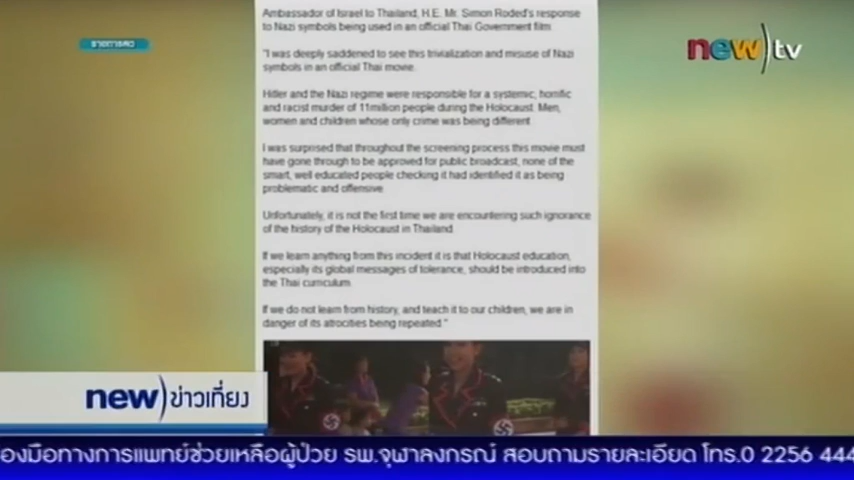 รายการสด
new)tv
Ambassador of Israel to Thailand, H.E. Mr. Simon Roded's response
to Nazi symbols being used in an official Thai Government film
"I was deeply saddened to see this trivialization and misuse of Nazi
symbols in an official Thai movie.
Hitler and the Nazi regime were responsible for a systemic, horrific
and racist murder of 11million people during the Holocaust. Men,
women and children whose only crime was being different
I was surprised that throughout the screening process this movie must
have gone through to be approved for public broadcast, none of the
smart, well educated people checking it had identified it as being
problematic and offensive
Unfortunately, it is not the first time we are encountering such ignorance
of the history of the Holocaust in Thailand
If we learn anything from this incident it is that Holocaust education,
especially its global messages of tolerance, should be introduced into
the Thai curriculum.
If we do not learn from history, and teach it to our children, we are in
danger of its atrocities being repeated."
new)ข่าวเที่ยง
องมือทางการแพทย์ช่วยเหลือผู้ป่วย รพ.จุฬาลงกรณ์ สอบถามรายละเอียด โทร.0 2256 444